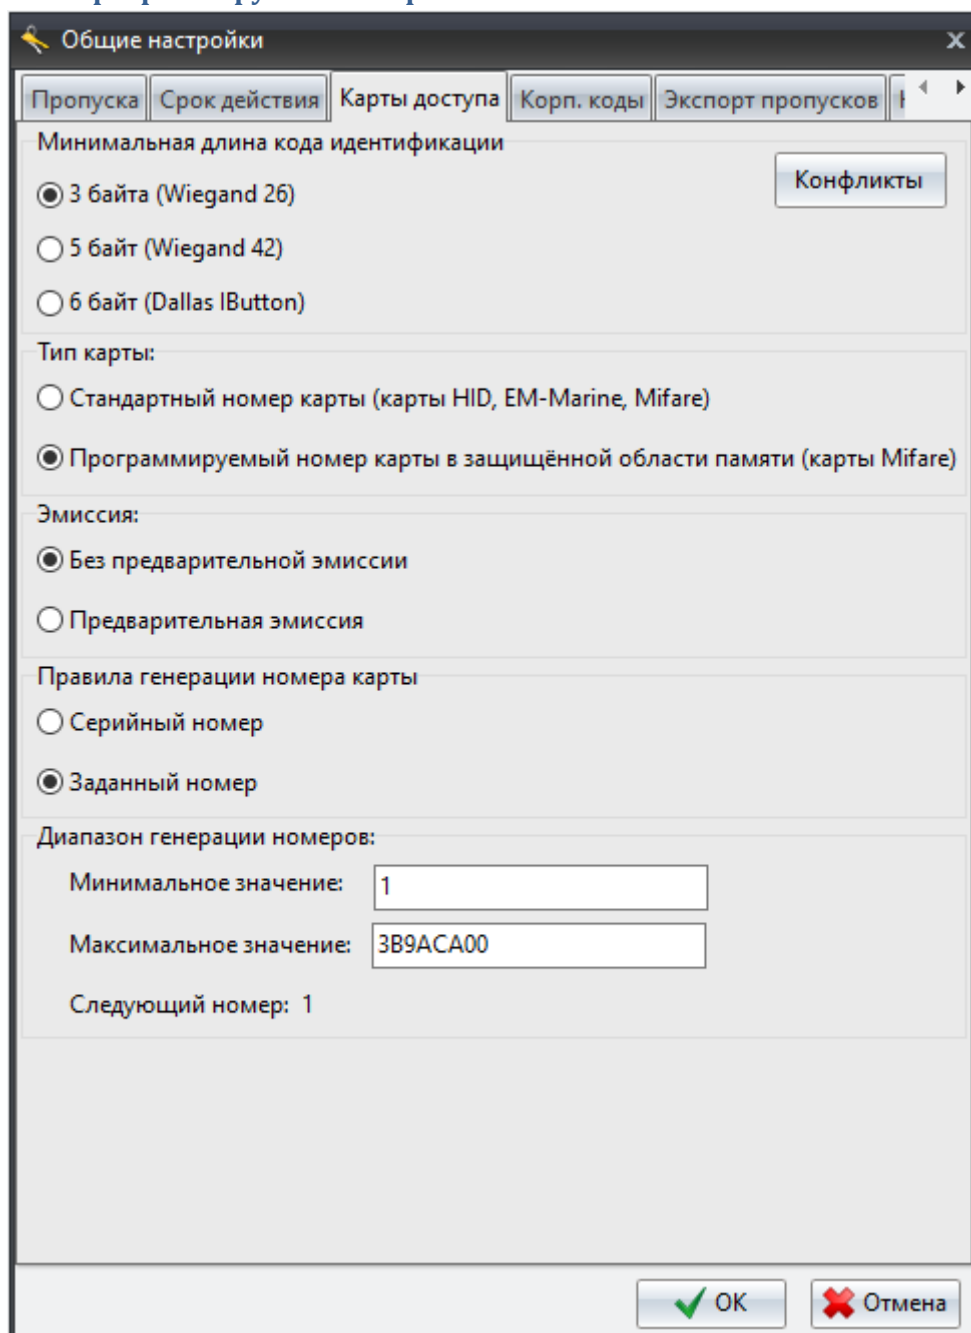 Общие настройки
Пропуска Срок действия Карты доступа Корп. коды Экспорт пропусков
Минимальная длина кода идентификации
Конфликты
3 байта (Wiegand 26)
5 байт (Wiegand 42)
6 байт (Dallas IButton)
Тип карты:
Стандартный номер карты (карты HID, EM-Marine, Mifare)
Программируемый номер карты в защищённой области памяти (карты Mifare)
Эмиссия:
Без предварительной эмиссии
Предварительная эмиссия
Правила генерации номера карты
Серийный номер
Заданный номер
Диапазон генерации номеров:
Минимальное значение: 1
Максимальное значение: 3B9ACA00
Следующий номер: 1
OK Отмена